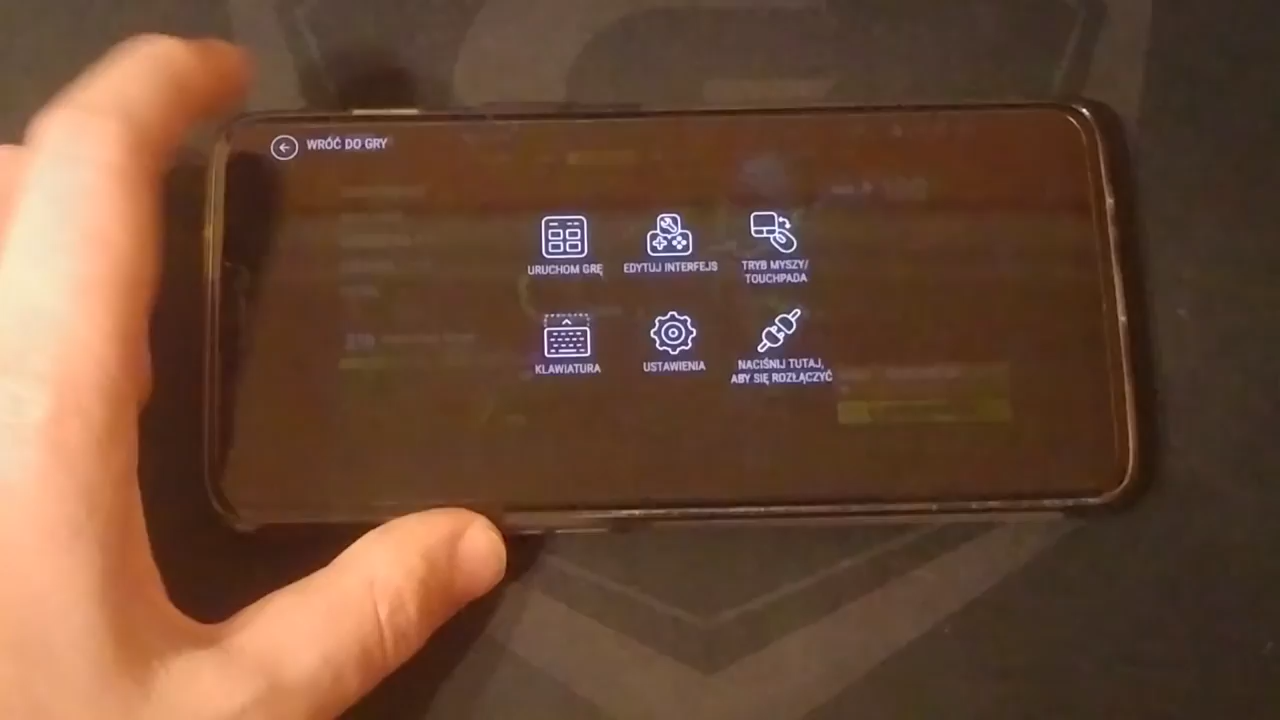 WRÓĆ DO GRY
URUCHOM GRĘ
EDYTUJ INTERFEJS
TRYB MYSZY/
TOUCHPADA
KLAWIATURA
USTAWIENIA
NACIŚNIJ TUTAJ,
ABY SIĘ ROZŁĄCZYĆ